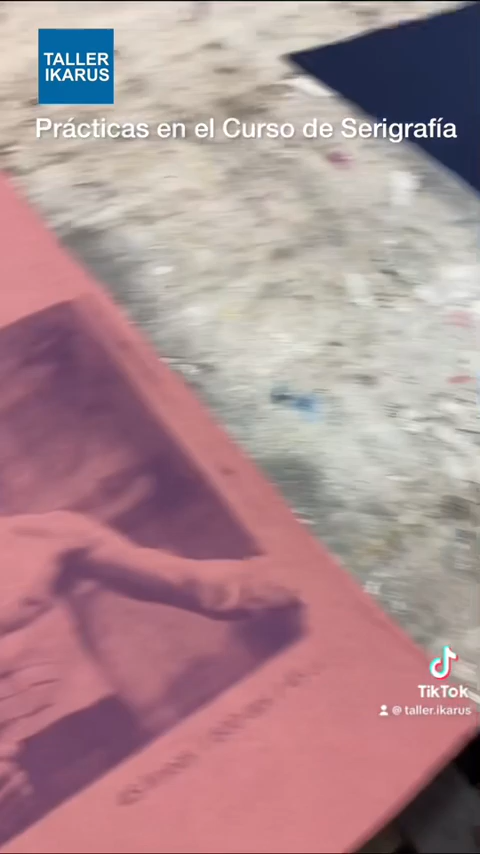 TALLER
IKARUS
Prácticas en el Curso de Serigrafía
TikTok
@ taller.ikarus